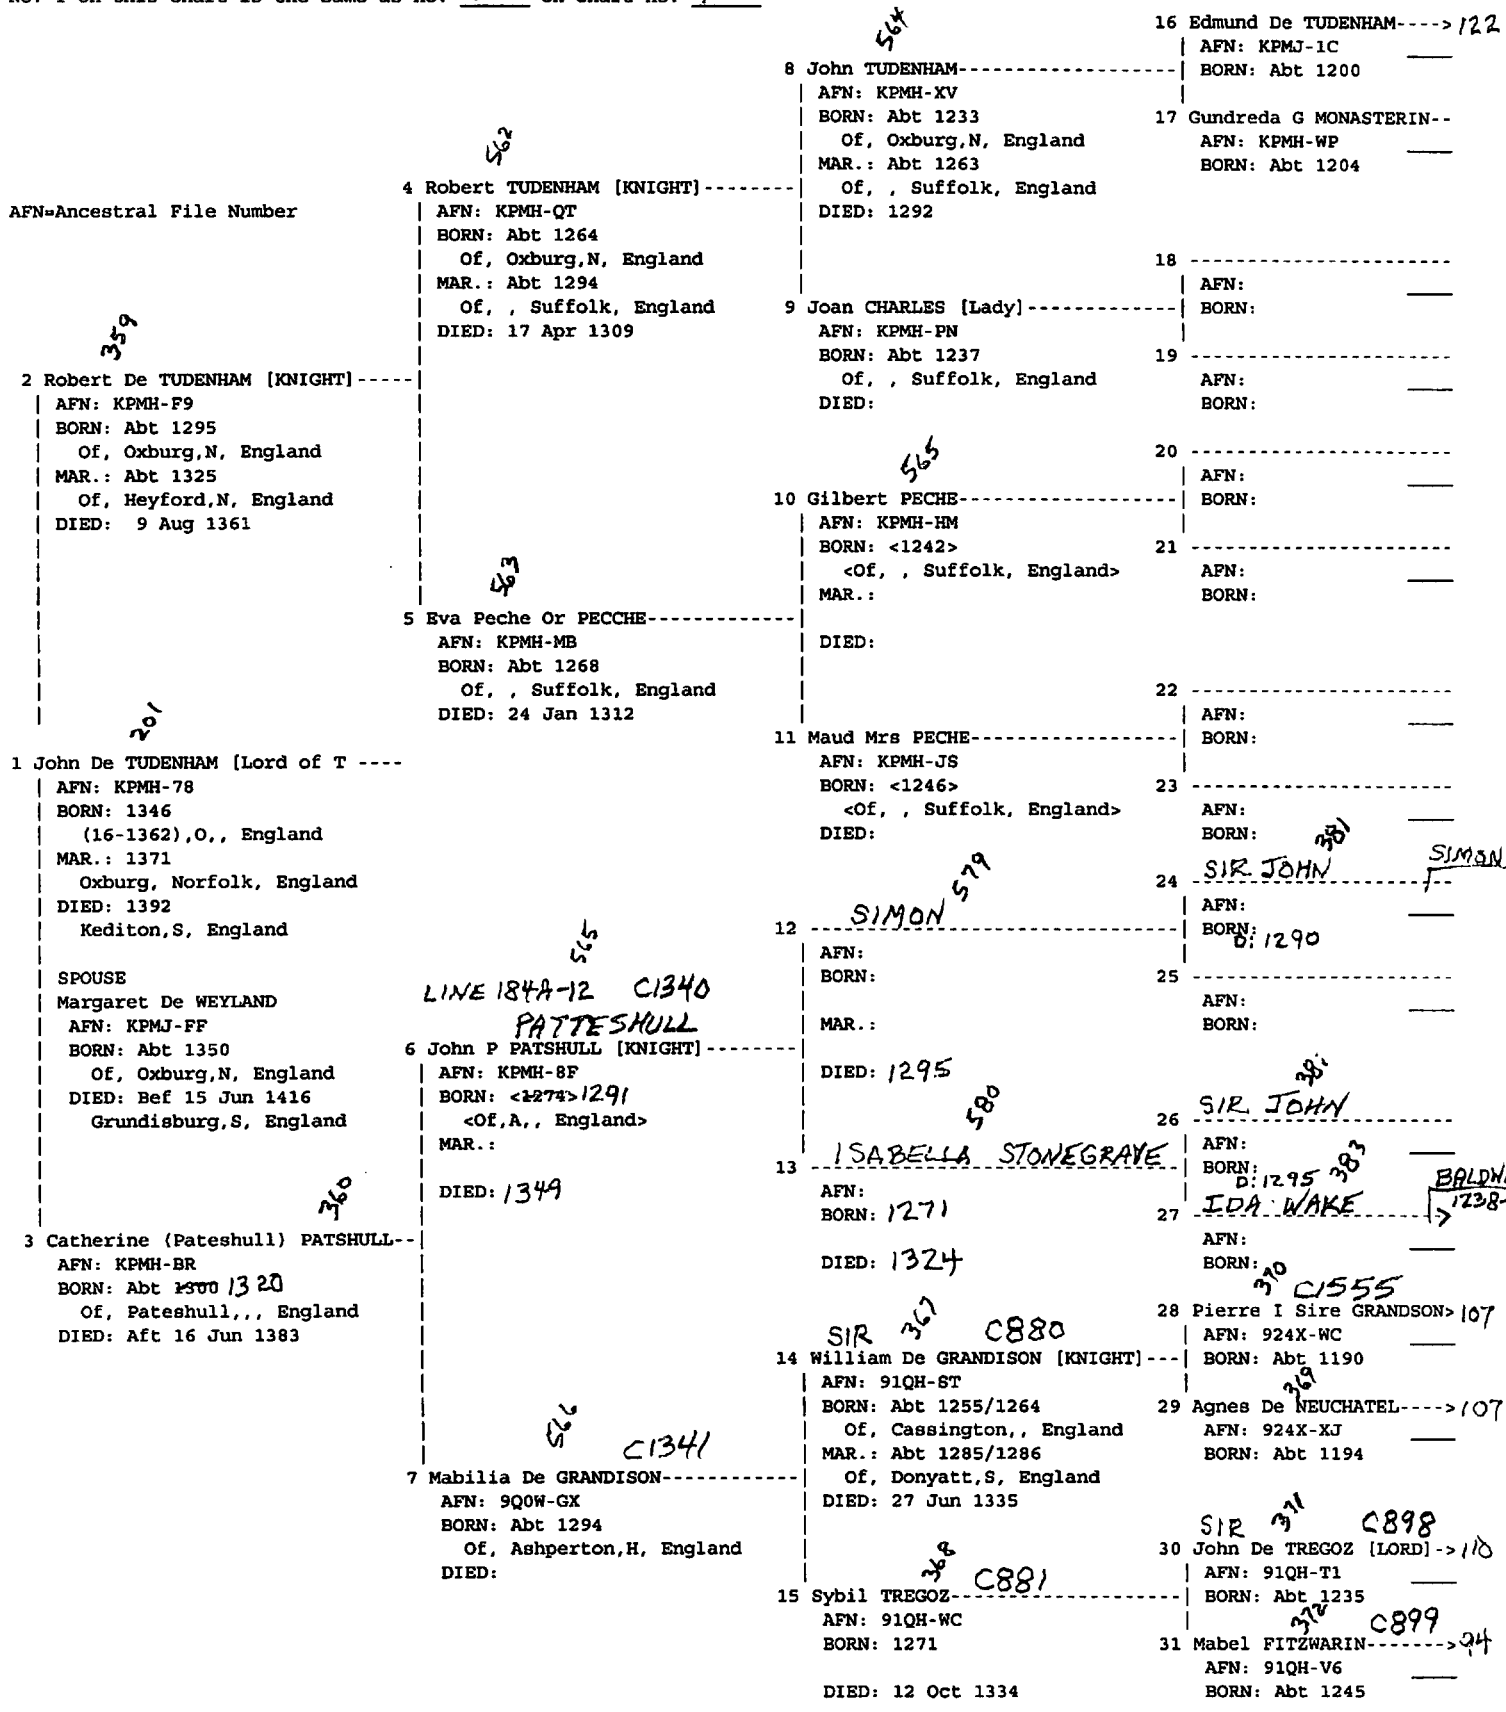 AFN=Ancestral File Number
201
1 John De TUDENHAM [Lord of T ----
AFN: KPMH-78
BORN: 1346
(16-1362),O,, England
MAR.: 1371
Oxburg, Norfolk, England
DIED: 1392
Kediton,S, England
SPOUSE
Margaret De WEYLAND
AFN: KPMJ-FF
BORN: Abt 1350
Of, Oxburg,N, England
DIED: Bef 15 Jun 1416
Grundisburg,S, England
359
2 Robert De TUDENHAM [KNIGHT]-----
AFN: KPMH-F9
BORN: Abt 1295
Of, Oxburg,N, England
MAR.: Abt 1325
Of, Heyford,N, England
DIED: 9 Aug 1361
360
3 Catherine (Pateshull) PATSHULL--
AFN: KPMH-BR
BORN: Abt 1300 1320
Of, Pateshull,,, England
DIED: Aft 16 Jun 1383
562
4 Robert TUDENHAM [KNIGHT]--------
AFN: KPMH-QT
BORN: Abt 1264
Of, Oxburg,N, England
MAR.: Abt 1294
Of, , Suffolk, England
DIED: 17 Apr 1309
563
5 Eva Peche Or PECCHE-------------
AFN: KPMH-MB
BORN: Abt 1268
Of, , Suffolk, England
DIED: 24 Jan 1312
565
LINE 184A-12 C1340
PATTESHULL
6 John P PATSHULL [KNIGHT]--------
AFN: KPMH-8F
BORN: <1274> 1291
<Of,A,, England>
MAR.:
DIED: 1349
566
C1341
7 Mabilia De GRANDISON------------
AFN: 9Q0W-GX
BORN: Abt 1294
Of, Ashperton,H, England
DIED:
564
8 John TUDENHAM-------------------
AFN: KPMH-XV
BORN: Abt 1233
Of, Oxburg,N, England
MAR.: Abt 1263
Of, , Suffolk, England
DIED: 1292
9 Joan CHARLES [Lady]-------------
AFN: KPMH-PN
BORN: Abt 1237
Of, , Suffolk, England
DIED:
565
10 Gilbert PECHE------------------
AFN: KPMH-HM
BORN: <1242>
<Of, , Suffolk, England>
MAR.:
DIED:
11 Maud Mrs PECHE-----------------
AFN: KPMH-JS
BORN: <1246>
<Of, , Suffolk, England>
DIED:
579
12 SIMON
AFN:
BORN:
MAR.:
DIED: 1295
580
13 ISABELLA STONEGRAVE
AFN:
BORN: 1271
DIED: 1324
SIR 367 C880
14 William De GRANDISON [KNIGHT]---
AFN: 91QH-ST
BORN: Abt 1255/1264
Of, Cassington,, England
MAR.: Abt 1285/1286
Of, Donyatt,S, England
DIED: 27 Jun 1335
368
15 Sybil TREGOZ-- C881
AFN: 91QH-WC
BORN: 1271
DIED: 12 Oct 1334
16 Edmund De TUDENHAM----> 122
AFN: KPMJ-1C
BORN: Abt 1200
17 Gundreda G MONASTERIN--
AFN: KPMH-WP
BORN: Abt 1204
18 ----------------------
AFN:
BORN:
19 ----------------------
AFN:
BORN:
20 ----------------------
AFN:
BORN:
21 ----------------------
AFN:
BORN:
22 ----------------------
AFN:
BORN:
23 ----------------------
AFN:
BORN:
381
24 SIR JOHN SIMON
AFN:
BORN:
D: 1290
25 ----------------------
AFN:
BORN:
381
26 SIR JOHN
AFN:
BORN:
D: 1295 383
27 IDA WAKE
1238-
AFN:
BORN:
370 C1555
28 Pierre I Sire GRANDSON> 107
AFN: 924X-WC
BORN: Abt 1190
369
29 Agnes De NEUCHATEL----> 107
AFN: 924X-XJ
BORN: Abt 1194
SIR 371 C898
30 John De TREGOZ [LORD]-> 110
AFN: 91QH-T1
BORN: Abt 1235
372 C899
31 Mabel FITZWARIN-------> 94
AFN: 91QH-V6
BORN: Abt 1245